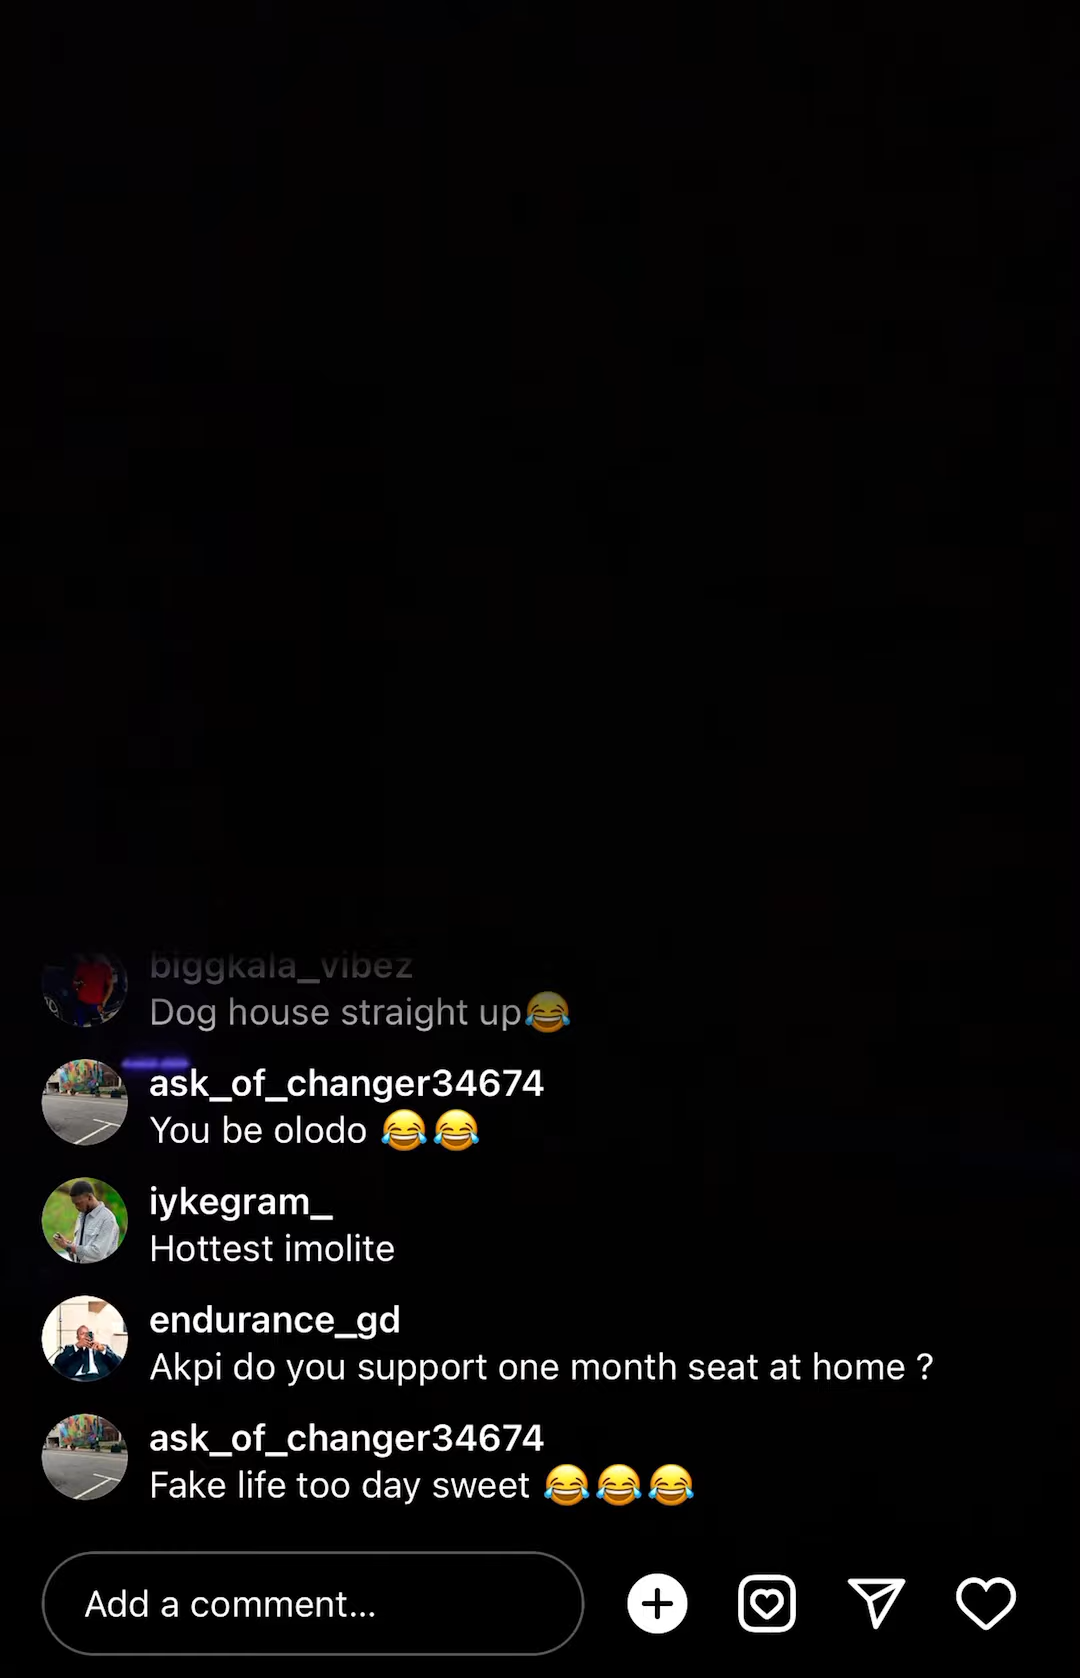 biggkala_vibez
Dog house straight up😂
ask_of_changer34674
You be olodo 😂😂
iykegram_
Hottest imolite
endurance_gd
Akpi do you support one month seat at home ?
ask_of_changer34674
Fake life too day sweet 😂😂😂
Add a comment...